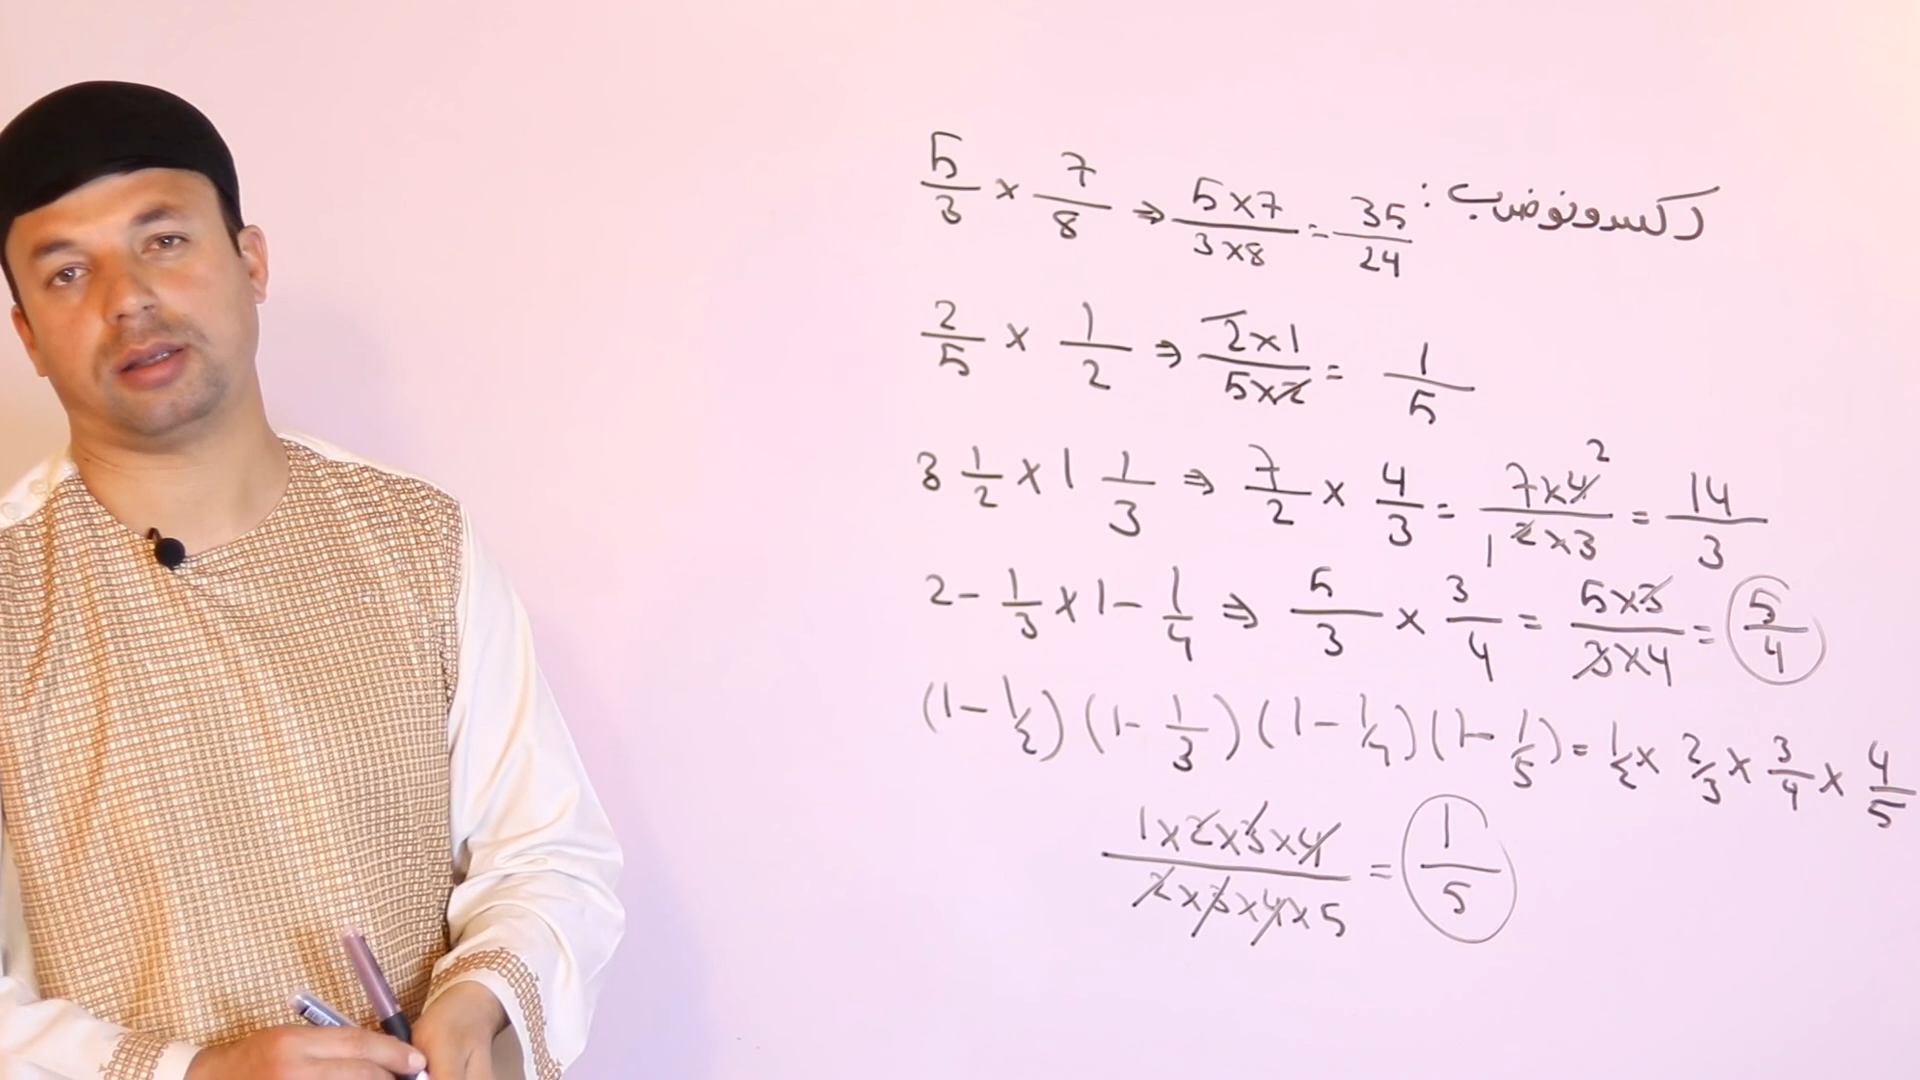 دکسرونو ضرب:
5/3 × 7/8 ⇒ 5×7/3×8 = 35/24
2/5 × 1/2 ⇒ 2×1/5×2 = 1/5
3 1/2 × 1 1/3 ⇒ 7/2 × 4/3 = 7×4 2/1 2×3 = 14/3
2 - 1/3 × 1 - 1/4 ⇒ 5/3 × 3/4 = 5×3/3×4 = 5/4
(1 - 1/2) (1 - 1/3) (1 - 1/4) (1 - 1/5) = 1/2 × 2/3 × 3/4 × 4/5
1×2×3×4/2×3×4×5 = 1/5